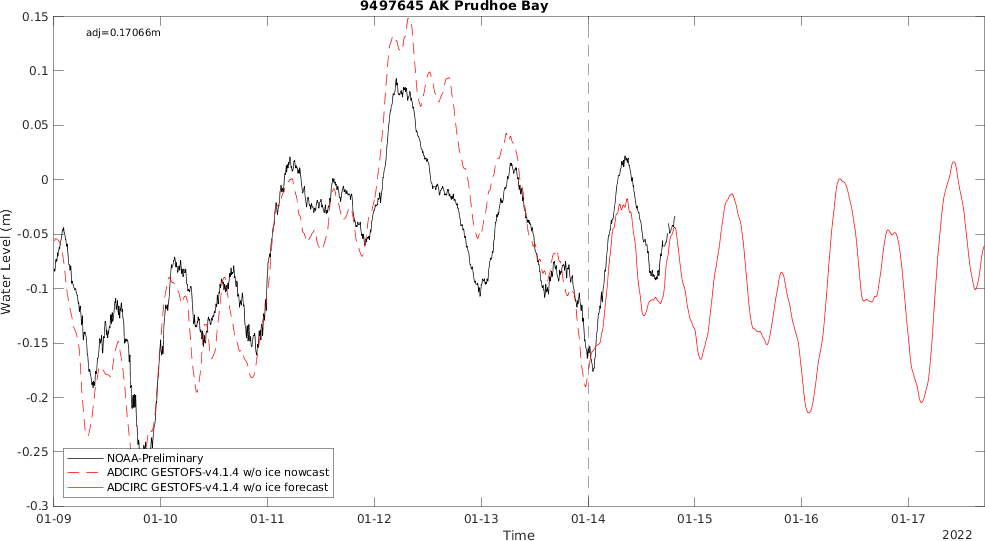 9497645 AK Prudhoe Bay
adj=0.17066m
0.15
0.1
0.05
0
-0.05
-0.1
-0.15
-0.2
-0.25
-0.3
Water Level (m)
NOAA-Preliminary
ADCIRC GESTOFS-v4.1.4 w/o ice nowcast
ADCIRC GESTOFS-v4.1.4 w/o ice forecast
01-09 01-10 01-11 01-12 01-13 01-14 01-15 01-16 01-17
Time
2022